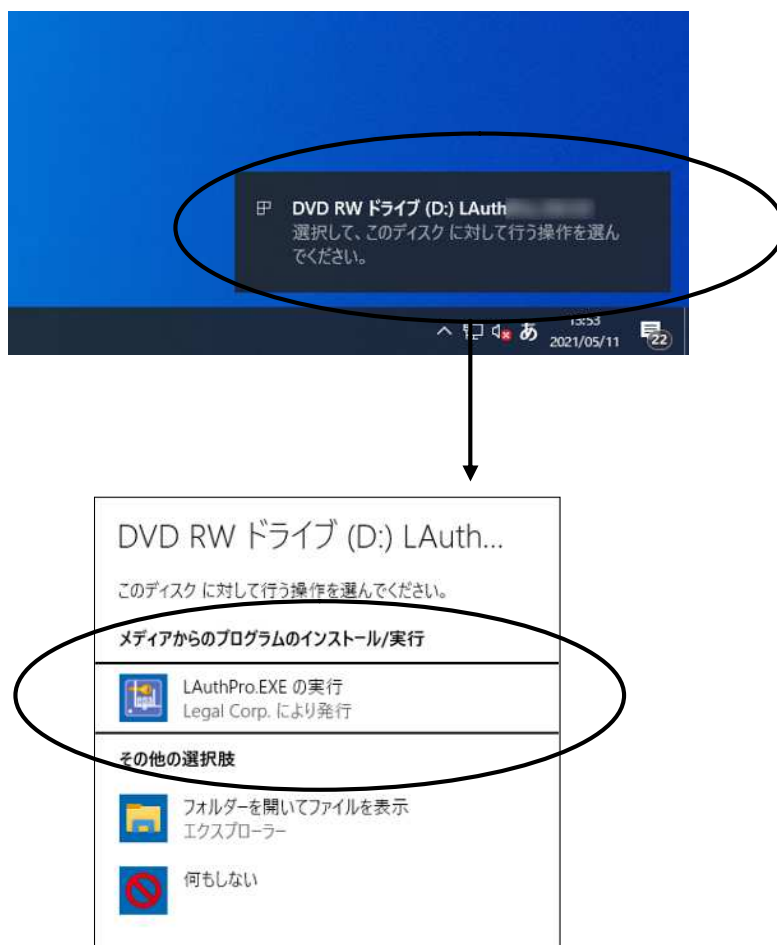 DVD RW ドライブ (D:) LAuth
選択して、このディスク に対して行う操作を選ん
でください。
あ
13:53
2021/05/11
22
DVD RW ドライブ (D:) LAuth...
このディスク に対して行う操作を選んでください。
メディアからのプログラムのインストール/実行
legal
LAuthPro.EXE の実行
Legal Corp. により発行
その他の選択肢
フォルダーを開いてファイルを表示
エクスプローラー
何もしない